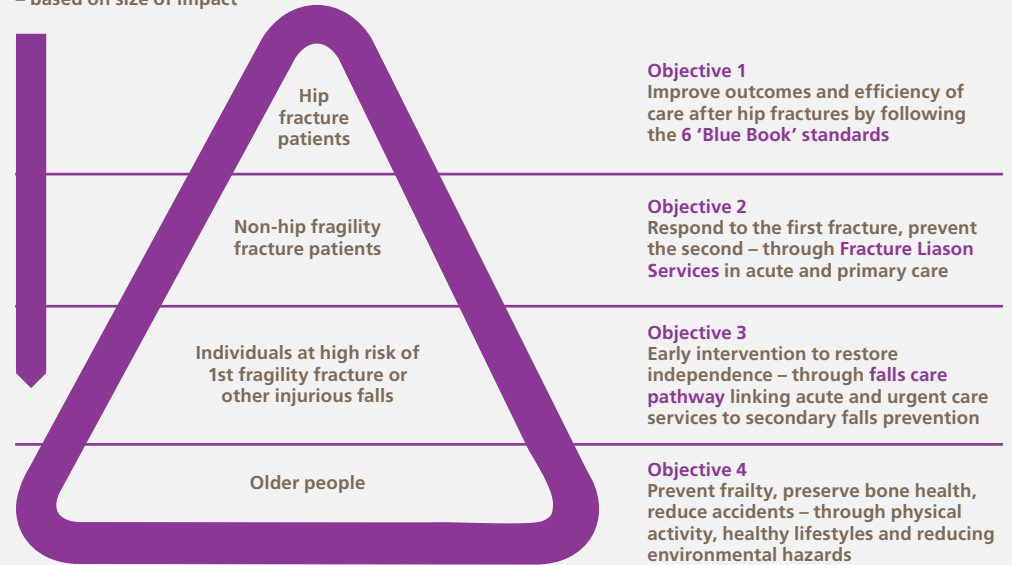 – based on size of impact
Hip
fracture
patients
Objective 1
Improve outcomes and efficiency of
care after hip fractures by following
the 6 ‘Blue Book’ standards
Non-hip fragility
fracture patients
Objective 2
Respond to the first fracture, prevent
the second – through Fracture Liason
Services in acute and primary care
Individuals at high risk of
1st fragility fracture or
other injurious falls
Objective 3
Early intervention to restore
independence – through falls care
pathway linking acute and urgent care
services to secondary falls prevention
Older people
Objective 4
Prevent frailty, preserve bone health,
reduce accidents – through physical
activity, healthy lifestyles and reducing
environmental hazards